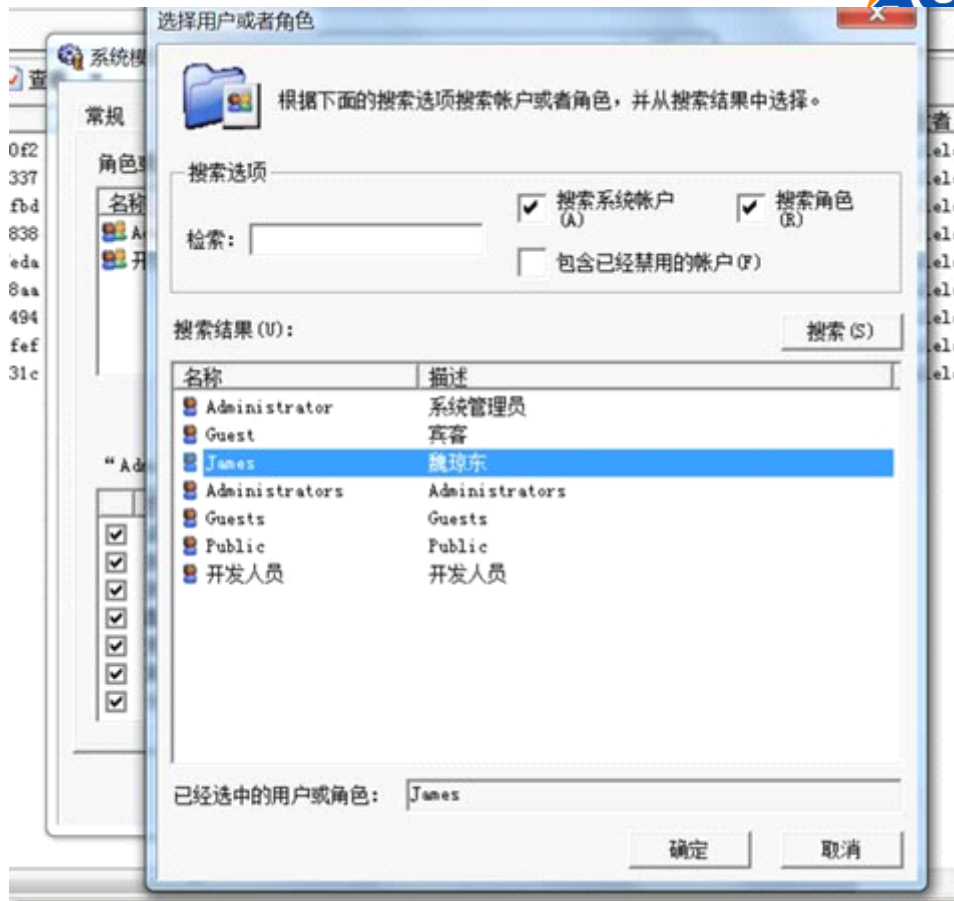 选择用户或者角色
系统模
查
常规
0f2
337
fbd
838
eda
8aa
494
fef
31c
角色
名称
开
根据下面的搜索选项搜索帐户或者角色,并从搜索结果中选择。
搜索选项
检索:
搜索系统帐户(A)
搜索角色(R)
包含已经禁用的帐户(F)
搜索结果(U):
搜索(S)
名称 描述
Administrator 系统管理员
Guest 宾客
James 魏琼东
Administrators Administrators
Guests Guests
Public Public
开发人员 开发人员
已经选中的用户或角色: James
确定 取消
者